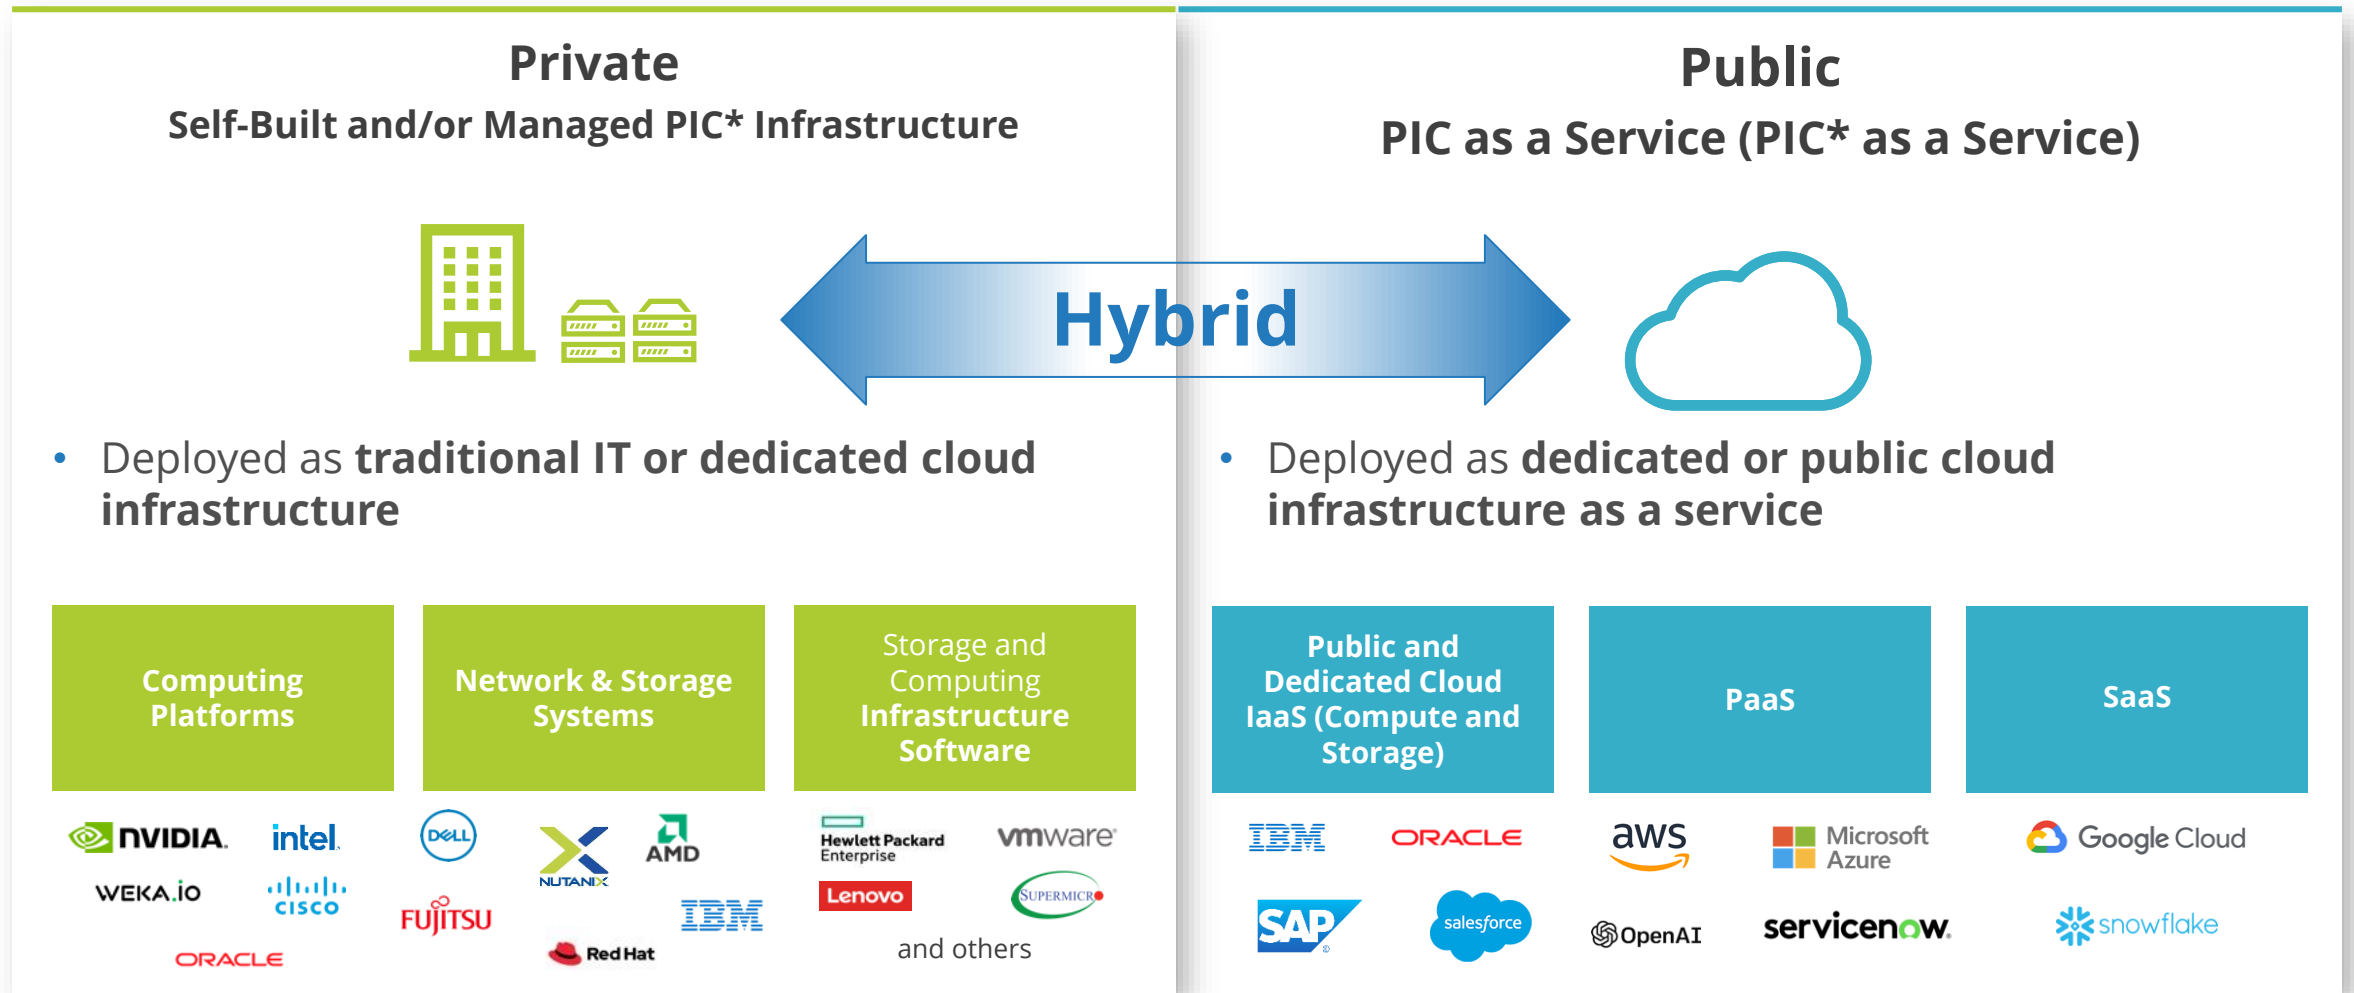 Private
Self-Built and/or Managed PIC* Infrastructure
Public
PIC as a Service (PIC* as a Service)
Hybrid
• Deployed as traditional IT or dedicated cloud
infrastructure
• Deployed as dedicated or public cloud
infrastructure as a service
Computing
Platforms
Network & Storage
Systems
Storage and
Computing
Infrastructure
Software
Public and
Dedicated Cloud
IaaS (Compute and
Storage)
PaaS
SaaS
NVIDIA.
intel.
DELL
NUTANIX
AMD
Hewlett Packard
Enterprise
vmware®
WEKA.iO
CISCO
FUJITSU
IBM
Lenovo
SUPERMICRO
ORACLE
Red Hat
and others
IBM
ORACLE
aws
Microsoft
Azure
Google Cloud
SAP®
salesforce
OpenAI
servicenow.
snowflake